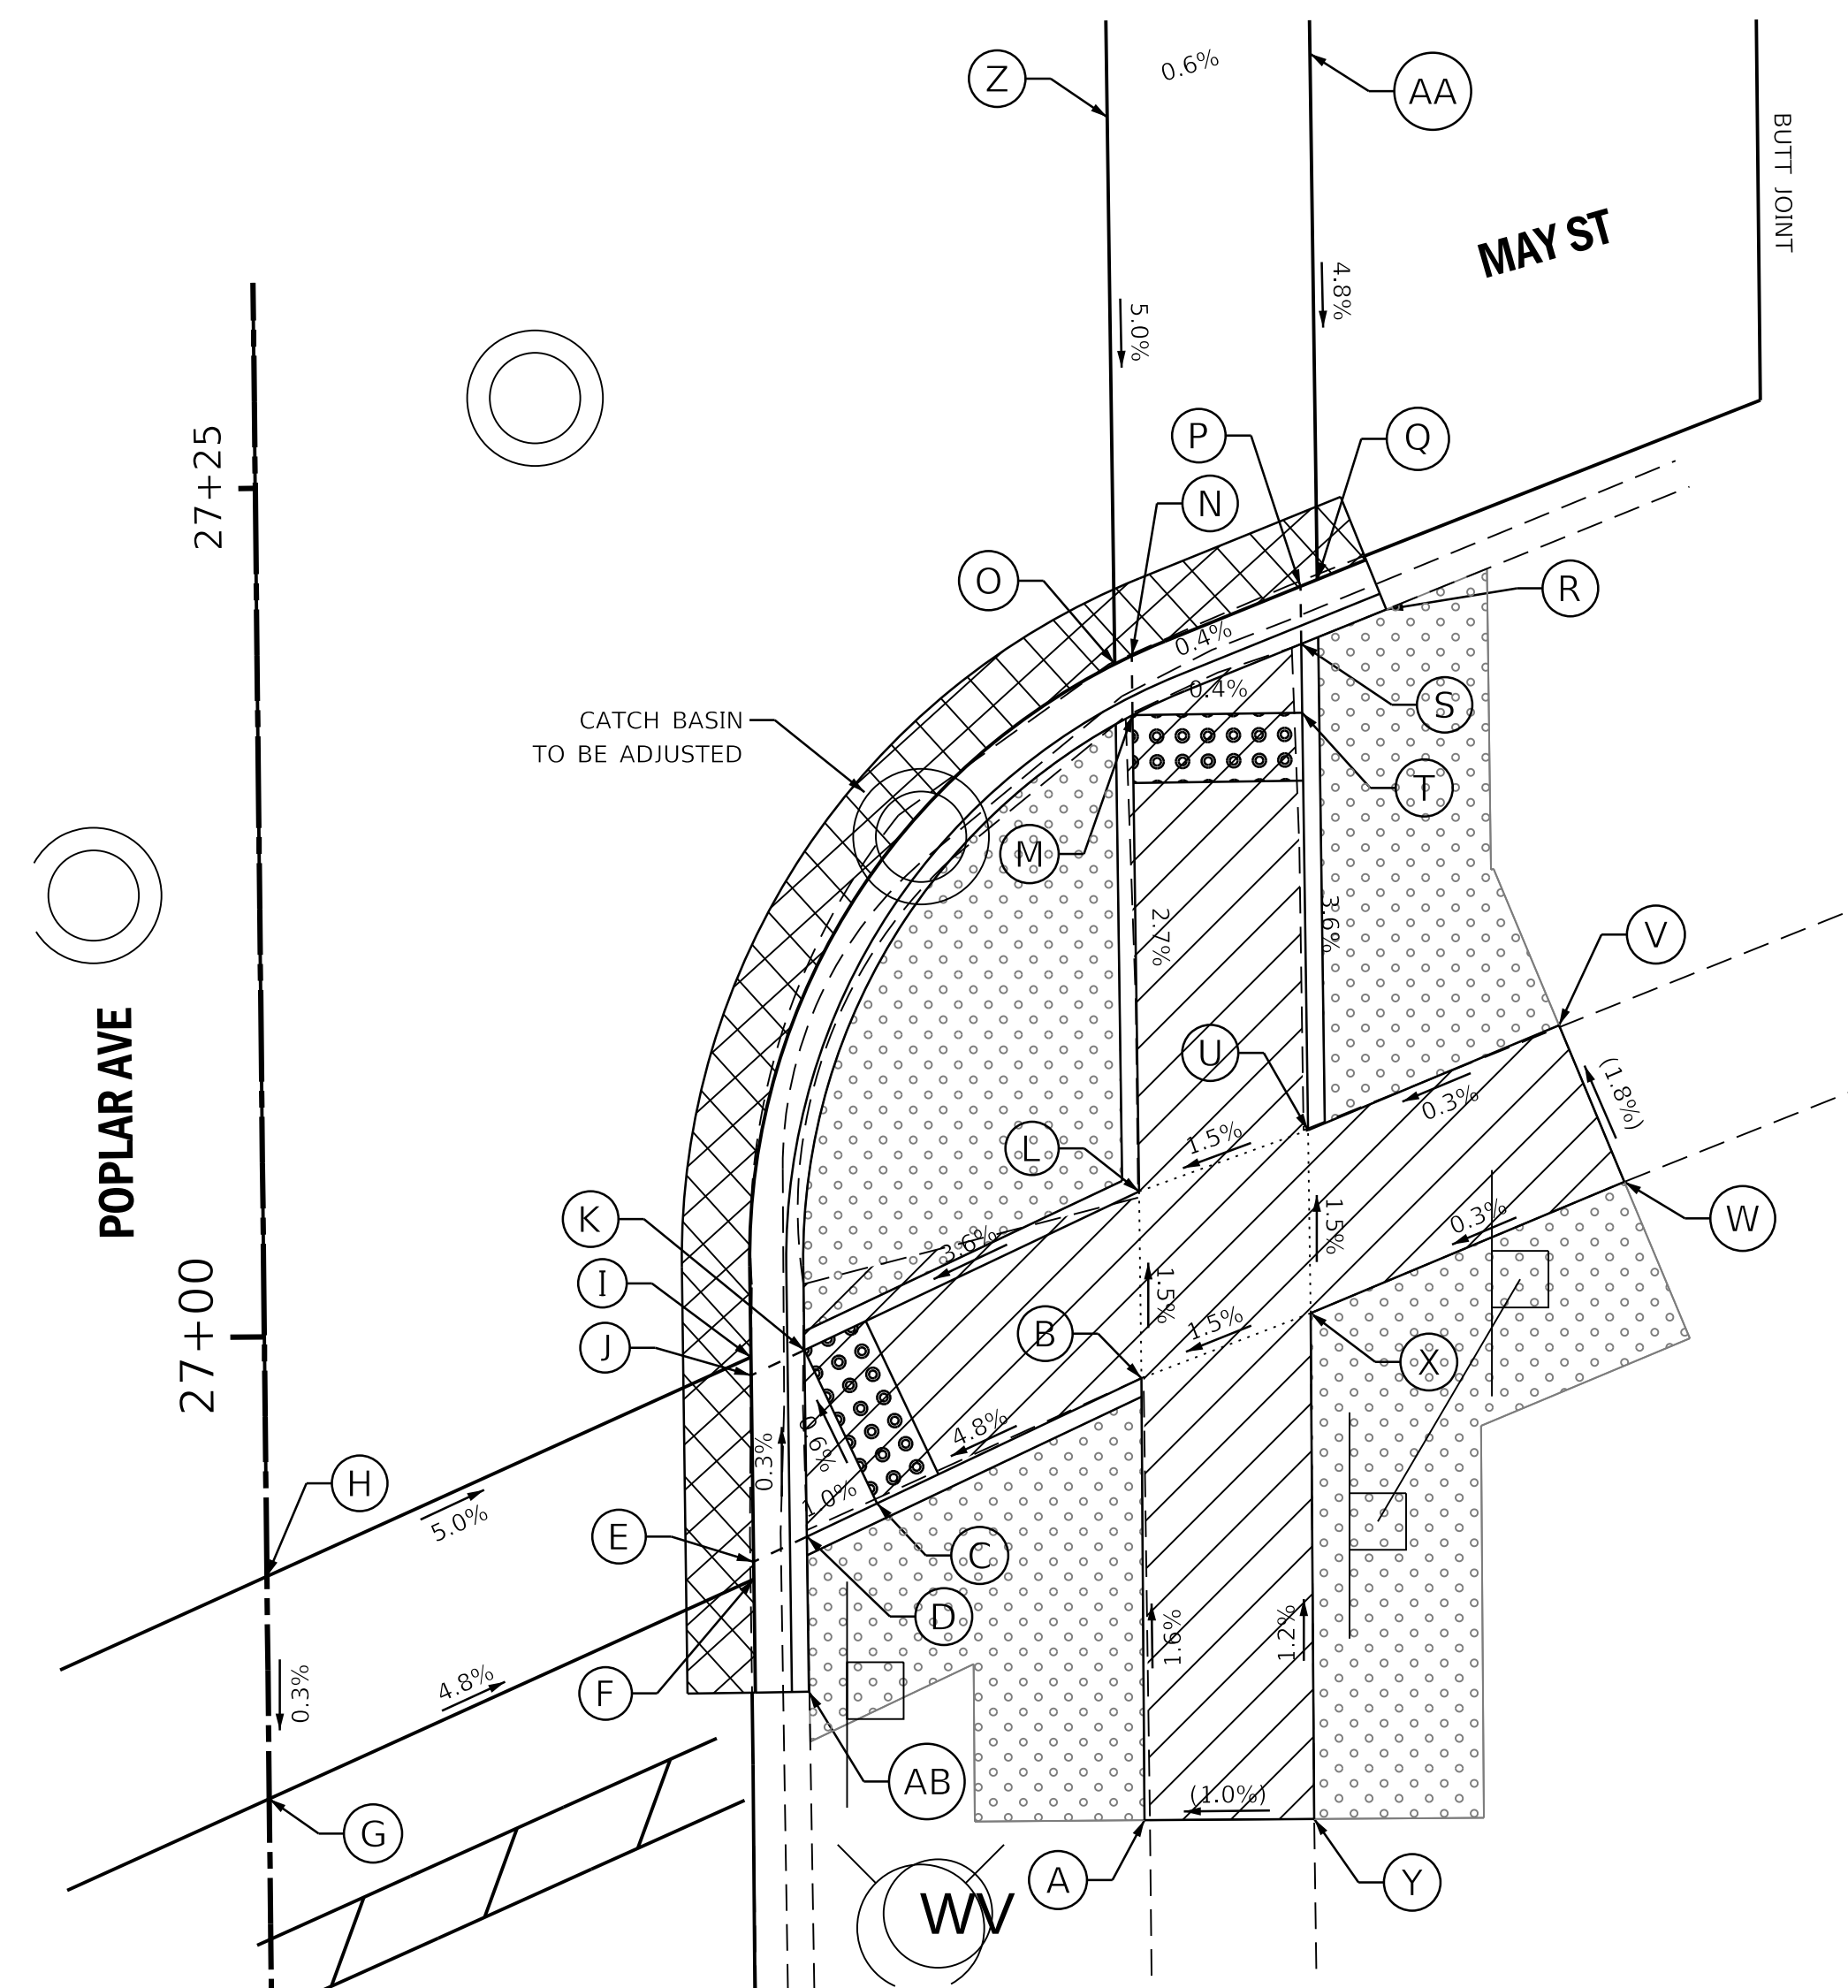 Z
0.6%
AA
BUTT JOINT
MAY ST
4.8%
5.0%
27+25
P
Q
N
O
R
0.4%
0.4%
S
CATCH BASIN
TO BE ADJUSTED
T
M
2.7%
3.6%
V
POPLAR AVE
U
0.3%
(1.8%)
L
1.5%
K
W
0.3%
3.6%
1.5%
I
1.5%
27+00
J
B
1.5%
X
4.8%
0.3%
H
5.0%
E
C
D
1.6%
1.2%
0.3%
4.8%
F
AB
(1.0%)
G
A
Y
WV